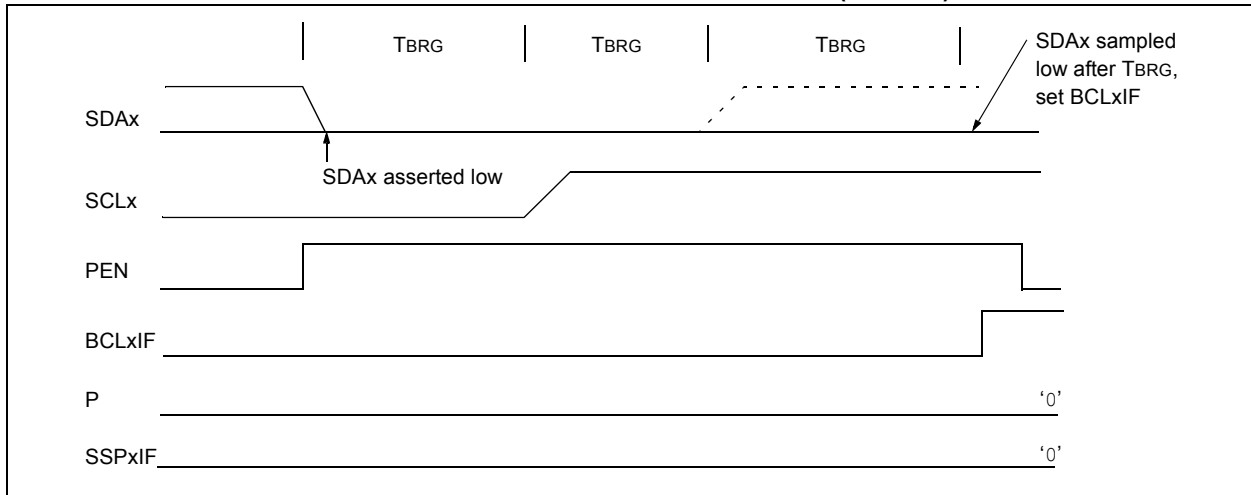 TBRG TBRG TBRG
SDAx sampled
low after TBRG,
set BCLxIF
SDAx
SDAx asserted low
SCLx
PEN
BCLxIF
P ‘0’
SSPxIF ‘0’